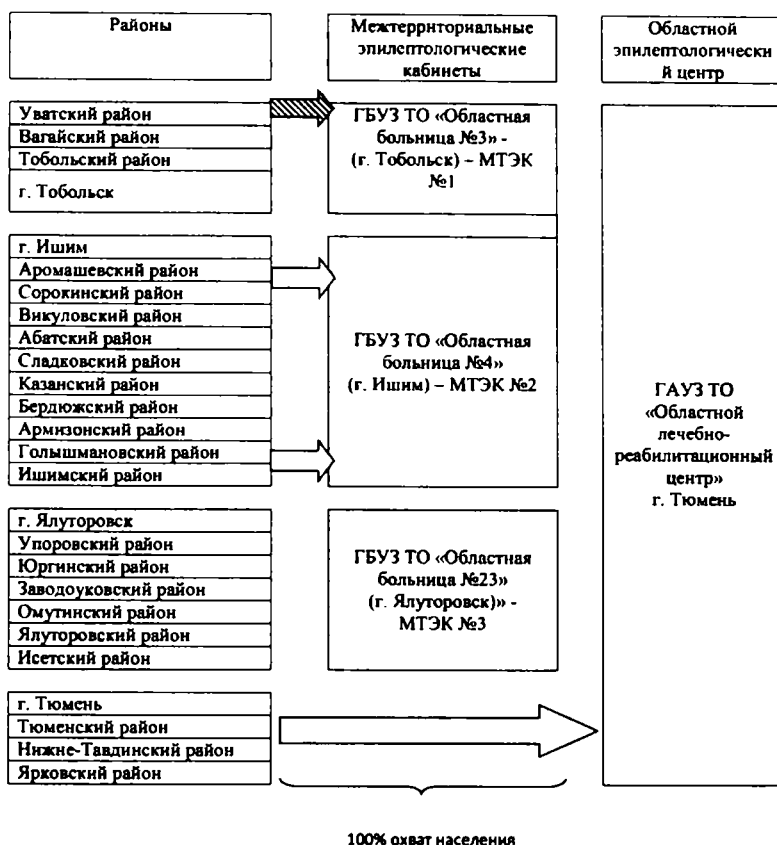 Районы
Межтерриториальные
эпилептологические
кабинеты
Областной
эпилептологически
й центр
Уватский район
Вагайский район
Тобольский район
г. Тобольск
ГБУЗ ТО «Областная
больница №3» -
(г. Тобольск) – МТЭК
№1
г. Ишим
Аромашевский район
Сорокинский район
Викуловский район
Абатский район
Сладковский район
Казанский район
Бердюжский район
Армизонский район
Голышмановский район
Ишимский район
ГБУЗ ТО «Областная
больница №4»
(г. Ишим) – МТЭК №2
г. Ялуторовск
Упоровский район
Юргинский район
Заводоуковский район
Омутинский район
Ялуторовский район
Исетский район
ГБУЗ ТО «Областная
больница №23»
(г. Ялуторовск)» -
МТЭК №3
г. Тюмень
Тюменский район
Нижне-Тавдинский район
Ярковский район
ГАУЗ ТО
«Областной
лечебно-
реабилитационный
центр»
г. Тюмень
100% охват населения